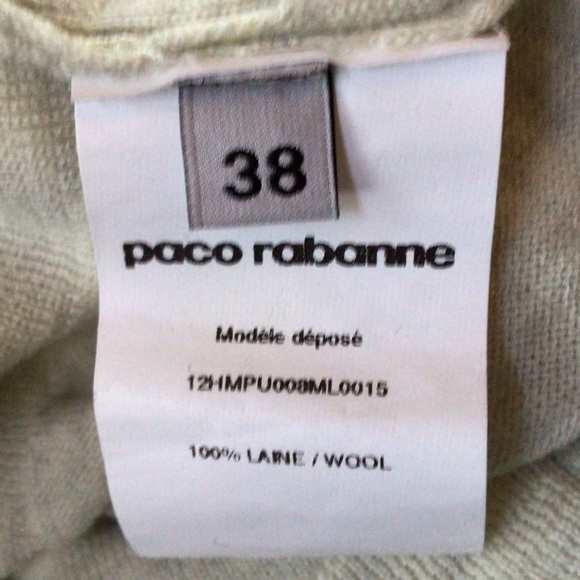 38
paco rabanne
Modèle déposé
12HMPU008ML0015
100% LAINE / WOOL